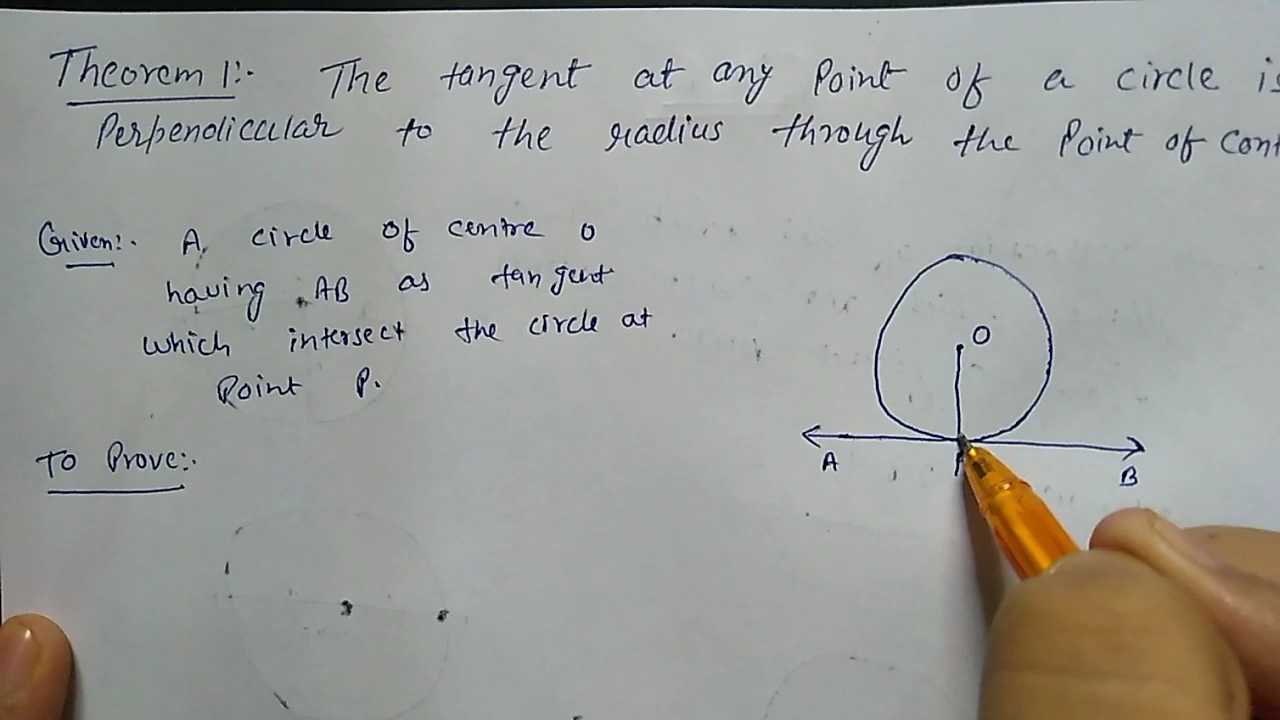 Theorem 1:- The tangent at any Point of a circle is
Perpendicular to the radius through the Point of Cont
Given:- A circle of centre O
having AB as tangent
which intersect the circle at
Point P.
To Prove:-
O
A
P
B